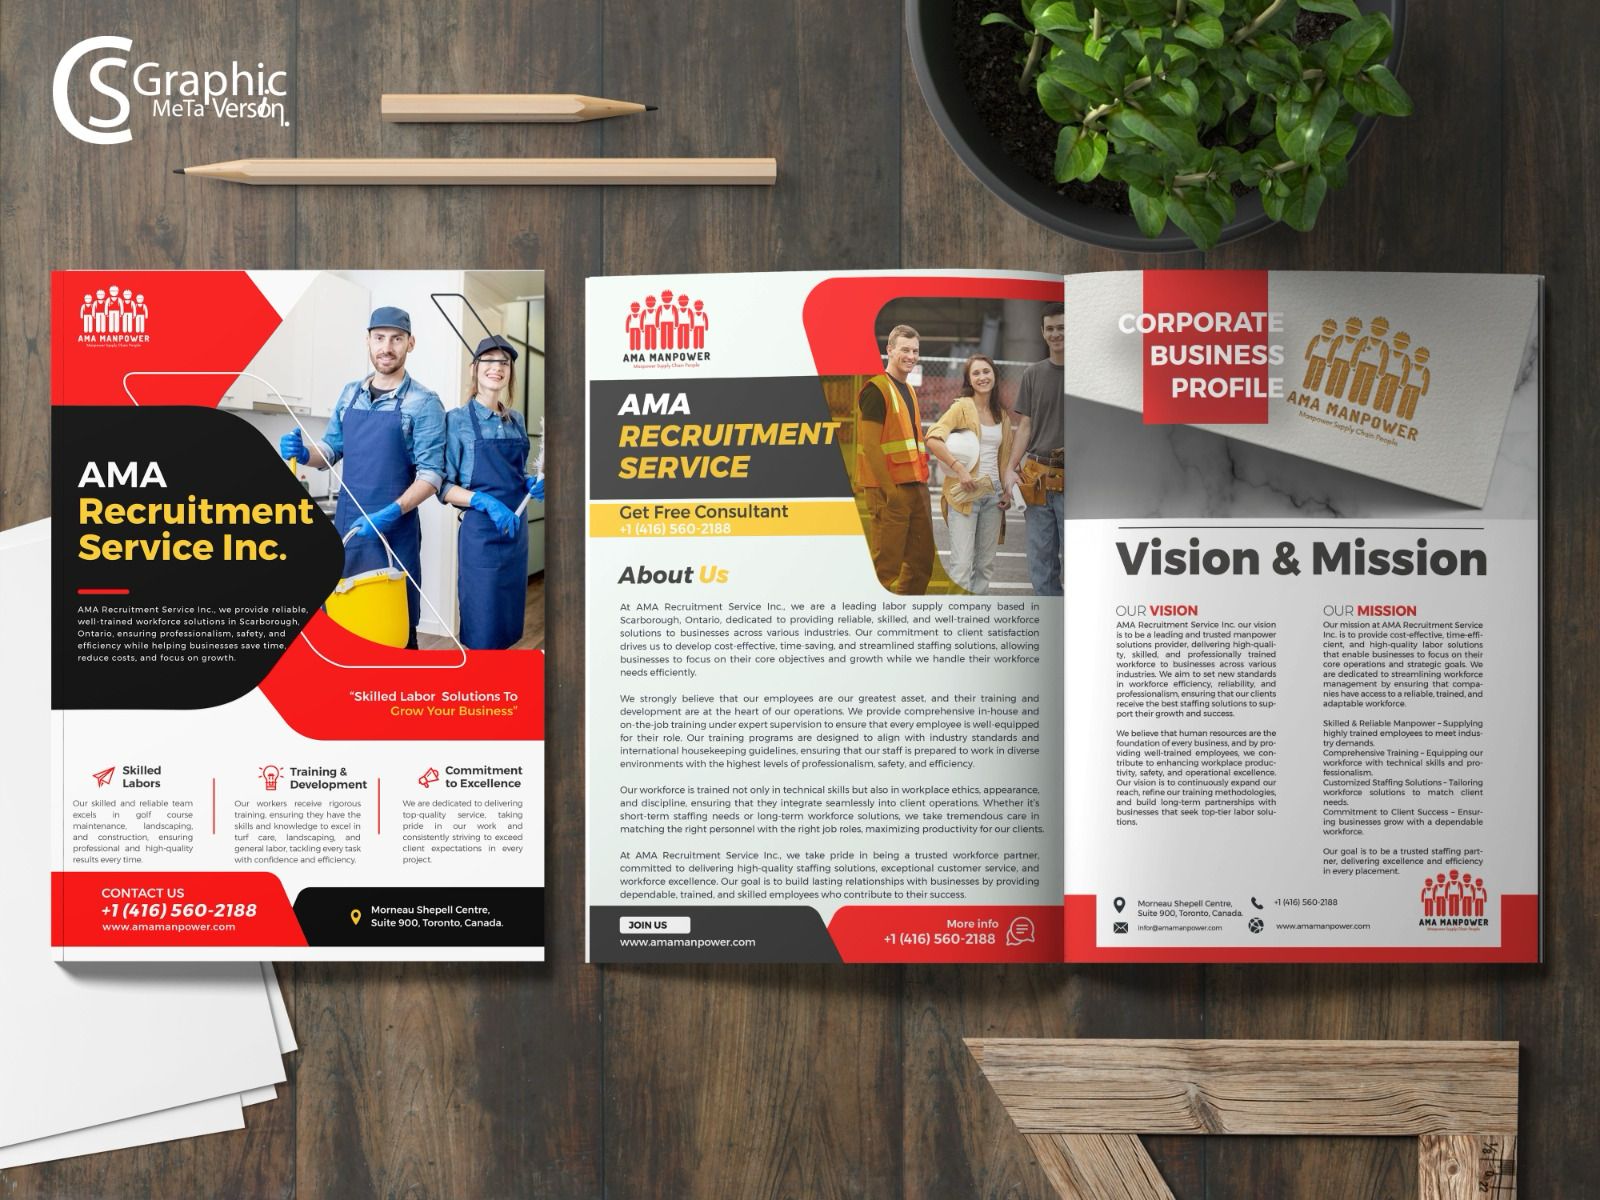 CS Graphic
MeTa Version.
AMA MANPOWER
Manpower Supply Chain People
AMA
Recruitment
Service Inc.
AMA Recruitment Service Inc., we provide reliable,
well-trained workforce solutions in Scarborough,
Ontario, ensuring professionalism, safety, and
efficiency while helping businesses save time,
reduce costs, and focus on growth.
“Skilled Labor Solutions To
Grow Your Business”
Skilled
Labors
Our skilled and reliable team
excels in golf course
maintenance, landscaping,
and construction, ensuring
professional and high-quality
results every time.
Training &
Development
Our workers receive rigorous
training, ensuring they have the
skills and knowledge to excel in
turf care, landscaping, and
general labor, tackling every task
with confidence and efficiency.
Commitment
to Excellence
We are dedicated to delivering
top-quality service, taking
pride in our work and
consistently striving to exceed
client expectations in every
project.
CONTACT US
+1 (416) 560-2188
www.amamanpower.com
Morneau Shepell Centre,
Suite 900, Toronto, Canada.
AMA MANPOWER
Manpower Supply Chain People
AMA
RECRUITMENT
SERVICE
Get Free Consultant
+1 (416) 560-2188
About Us
At AMA Recruitment Service Inc., we are a leading labor supply company based in
Scarborough, Ontario, dedicated to providing reliable, skilled, and well-trained workforce
solutions to businesses across various industries. Our commitment to client satisfaction
drives us to develop cost-effective, time-saving, and streamlined staffing solutions, allowing
businesses to focus on their core objectives and growth while we handle their workforce
needs efficiently.
We strongly believe that our employees are our greatest asset, and their training and
development are at the heart of our operations. We provide comprehensive in-house and
on-the-job training under expert supervision to ensure that every employee is well-equipped
for their role. Our training programs are designed to align with industry standards and
international housekeeping guidelines, ensuring that our staff is prepared to work in diverse
environments with the highest levels of professionalism, safety, and efficiency.
Our workforce is trained not only in technical skills but also in workplace ethics, appearance,
and discipline, ensuring that they integrate seamlessly into client operations. Whether it's
short-term staffing needs or long-term workforce solutions, we take tremendous care in
matching the right personnel with the right job roles, maximizing productivity for our clients.
At AMA Recruitment Service Inc., we take pride in being a trusted workforce partner,
committed to delivering high-quality staffing solutions, exceptional customer service, and
workforce excellence. Our goal is to build lasting relationships with businesses by providing
dependable, trained, and skilled employees who contribute to their success.
JOIN US
www.amamanpower.com
More info
+1 (416) 560-2188
CORPORATE
BUSINESS
PROFILE
AMA MANPOWER
Manpower Supply Chain People
Vision & Mission
OUR VISION
AMA Recruitment Service Inc. our vision
is to be a leading and trusted manpower
solutions provider, delivering high-quali-
ty, skilled, and professionally trained
workforce to businesses across various
industries. We aim to set new standards
in workforce efficiency, reliability, and
professionalism, ensuring that our clients
receive the best staffing solutions to sup-
port their growth and success.
We believe that human resources are the
foundation of every business, and by pro-
viding well-trained employees, we con-
tribute to enhancing workplace produc-
tivity, safety, and operational excellence.
Our vision is to continuously expand our
reach, refine our training methodologies,
and build long-term partnerships with
businesses that seek top-tier labor solu-
tions.
OUR MISSION
Our mission at AMA Recruitment Service
Inc. is to provide cost-effective, time-effi-
cient, and high-quality labor solutions
that enable businesses to focus on their
core operations and strategic goals. We
are dedicated to streamlining workforce
management by ensuring that compa-
nies have access to a reliable, trained, and
adaptable workforce.
Skilled & Reliable Manpower – Supplying
highly trained employees to meet indus-
try demands.
Comprehensive Training – Equipping our
workforce with technical skills and pro-
fessionalism.
Customized Staffing Solutions – Tailoring
workforce solutions to match client
needs.
Commitment to Client Success – Ensur-
ing businesses grow with a dependable
workforce.
Our goal is to be a trusted staffing part-
ner, delivering excellence and efficiency
in every placement.
Morneau Shepell Centre,
Suite 900, Toronto, Canada.
+1 (416) 560-2188
infor@amamanpower.com
www.amamanpower.com
AMA MANPOWER
Manpower Supply Chain People